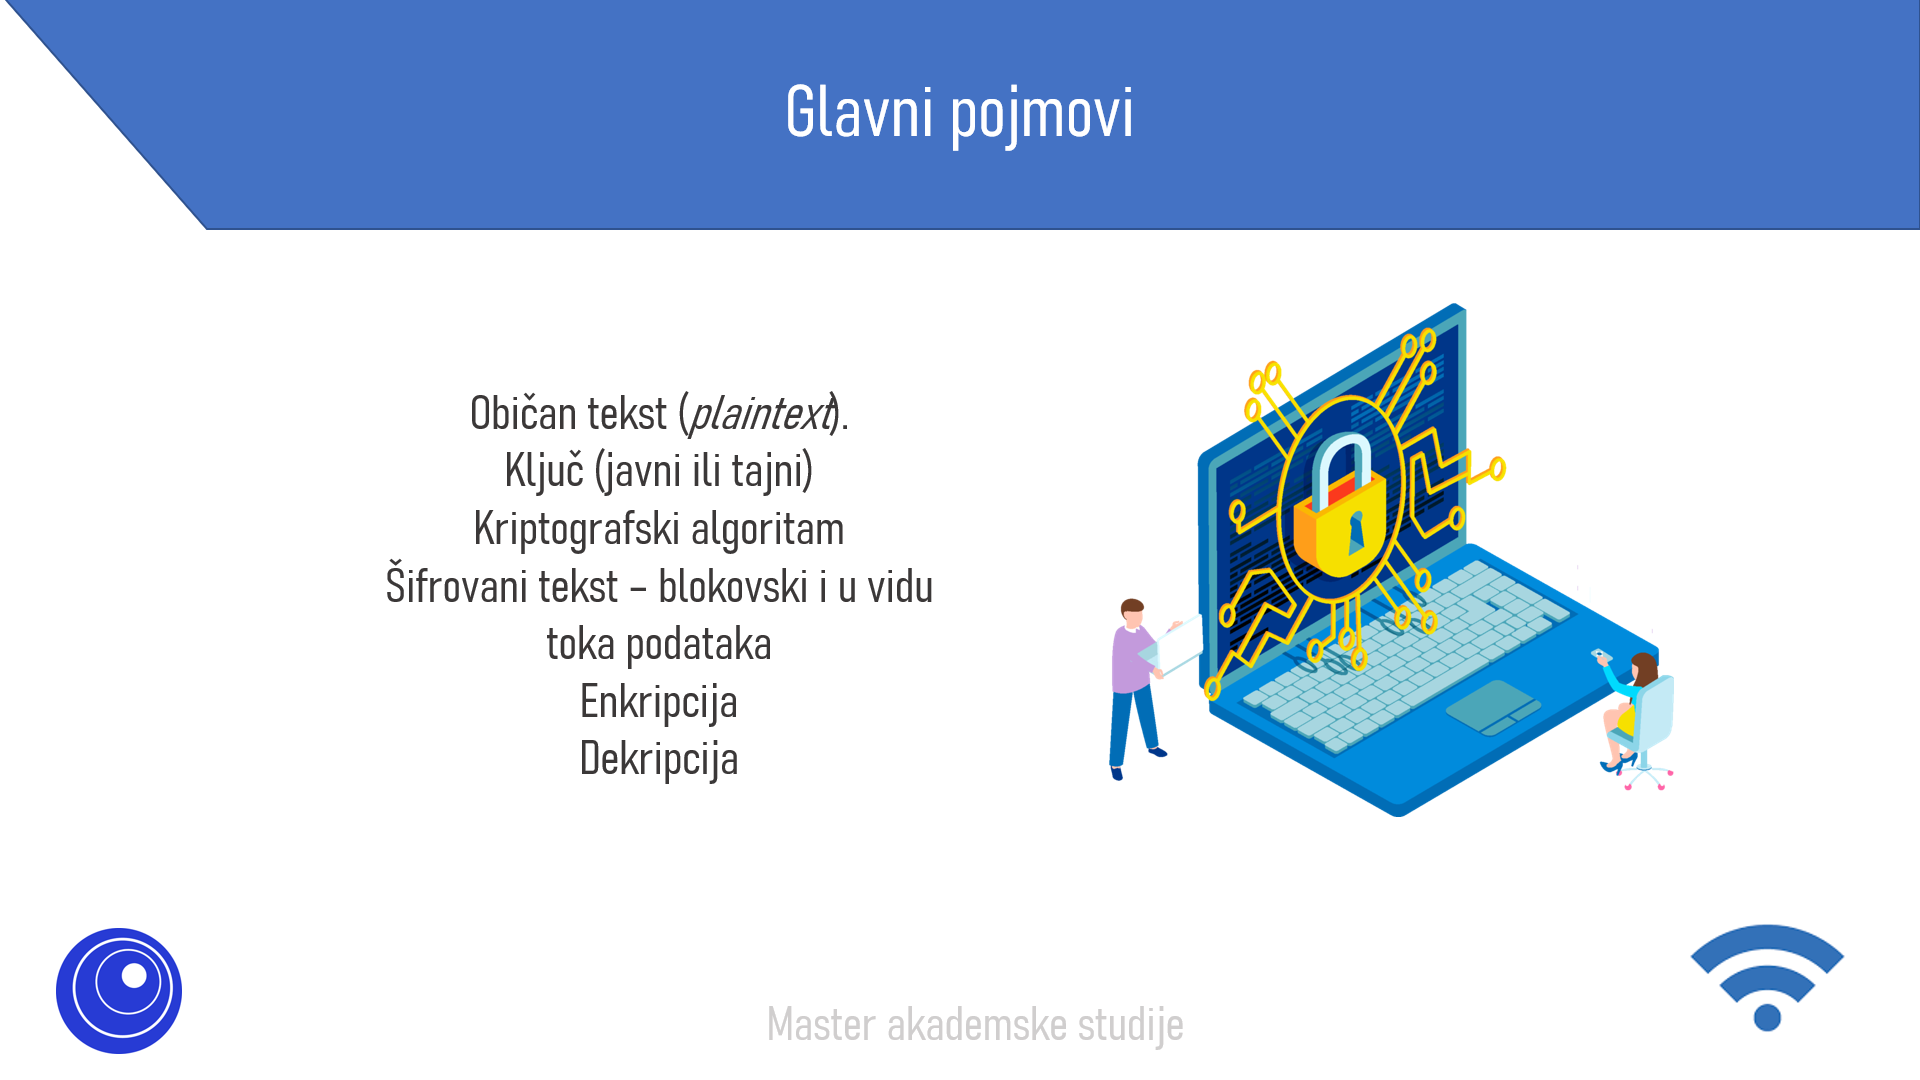 Glavni pojmovi
Običan tekst (plaintext).
Ključ (javni ili tajni)
Kriptografski algoritam
Šifrovani tekst – blokovski i u vidu
toka podataka
Enkripcija
Dekripcija
Master akademske studije